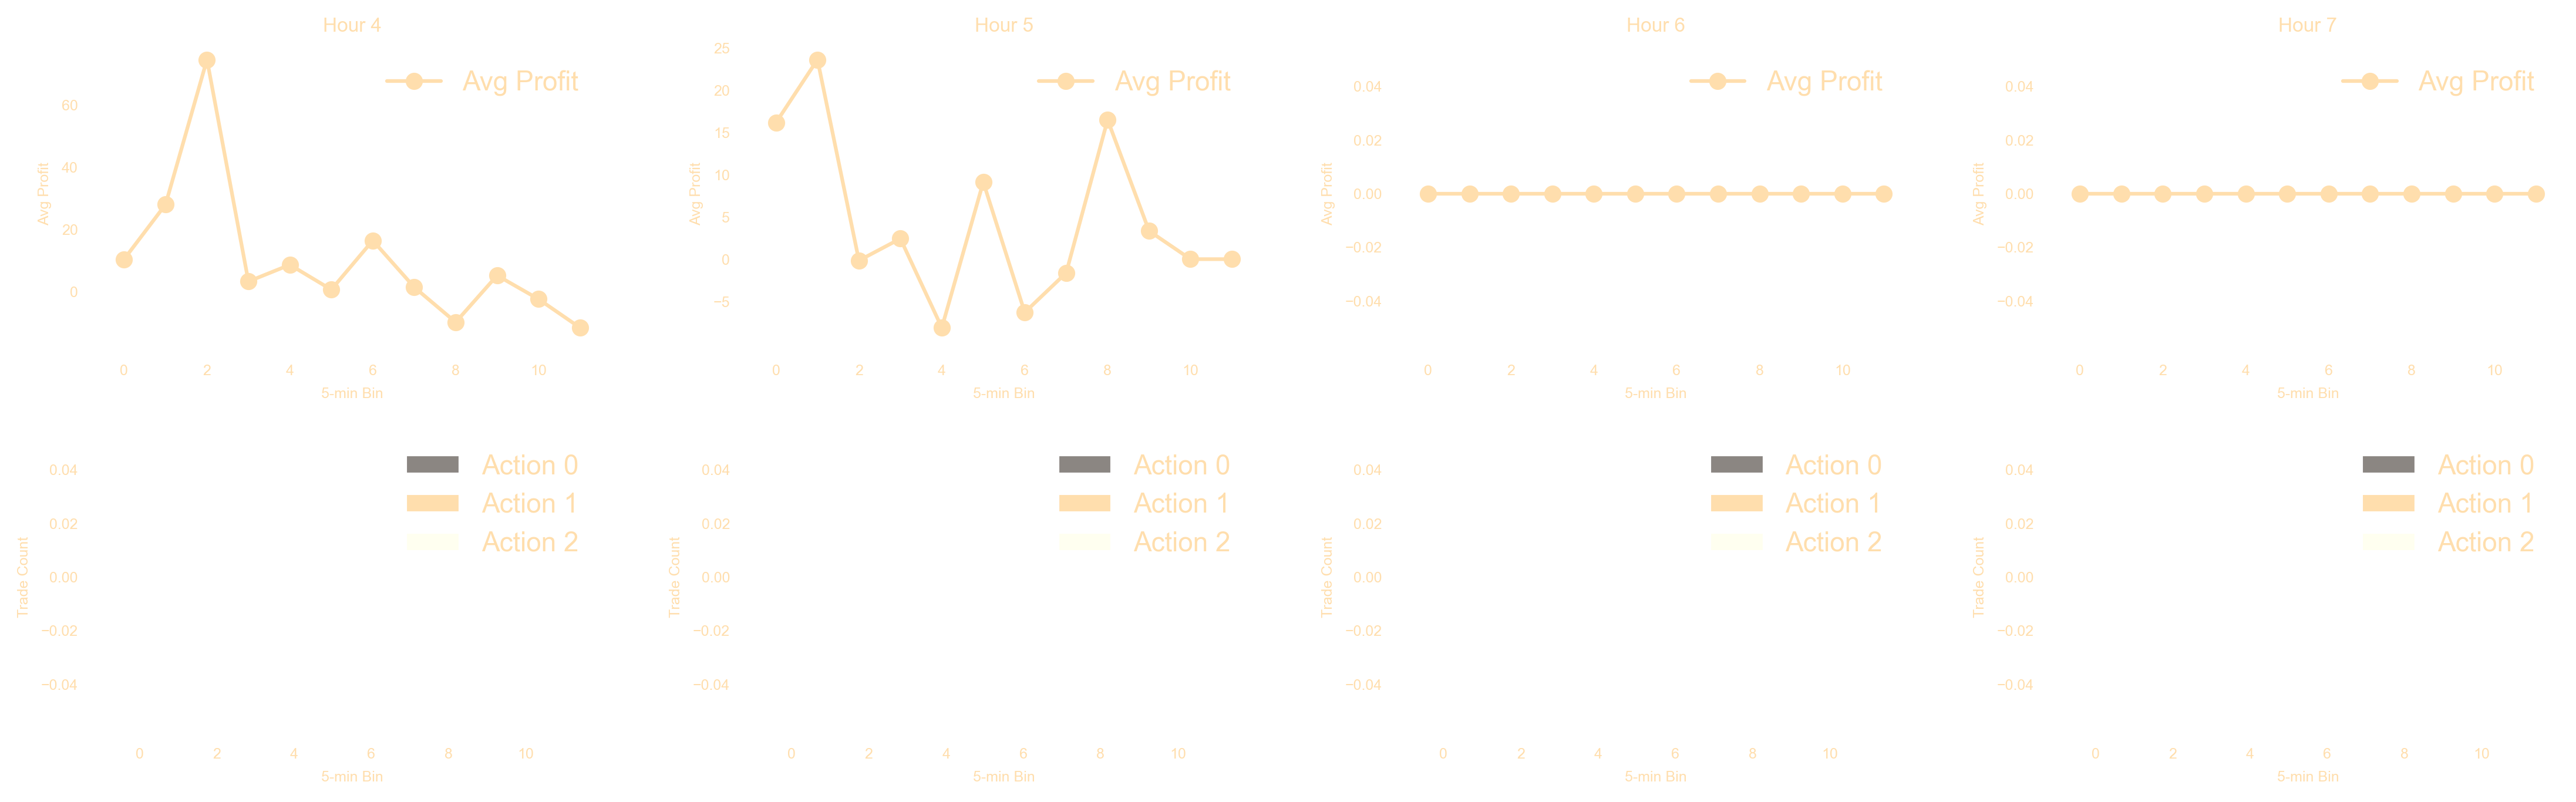 Hour 4
Avg Profit
Avg Profit
60
40
20
0
0 2 4 6 8 10
5-min Bin
Hour 5
Avg Profit
Avg Profit
25
20
15
10
5
0
−5
0 2 4 6 8 10
5-min Bin
Hour 6
Avg Profit
Avg Profit
0.04
0.02
0.00
−0.02
−0.04
0 2 4 6 8 10
5-min Bin
Hour 7
Avg Profit
Avg Profit
0.04
0.02
0.00
−0.02
−0.04
0 2 4 6 8 10
5-min Bin
Action 0
Action 1
Action 2
Trade Count
0.04
0.02
0.00
−0.02
−0.04
0 2 4 6 8 10
5-min Bin
Action 0
Action 1
Action 2
Trade Count
0.04
0.02
0.00
−0.02
−0.04
0 2 4 6 8 10
5-min Bin
Action 0
Action 1
Action 2
Trade Count
0.04
0.02
0.00
−0.02
−0.04
0 2 4 6 8 10
5-min Bin
Action 0
Action 1
Action 2
Trade Count
0.04
0.02
0.00
−0.02
−0.04
0 2 4 6 8 10
5-min Bin